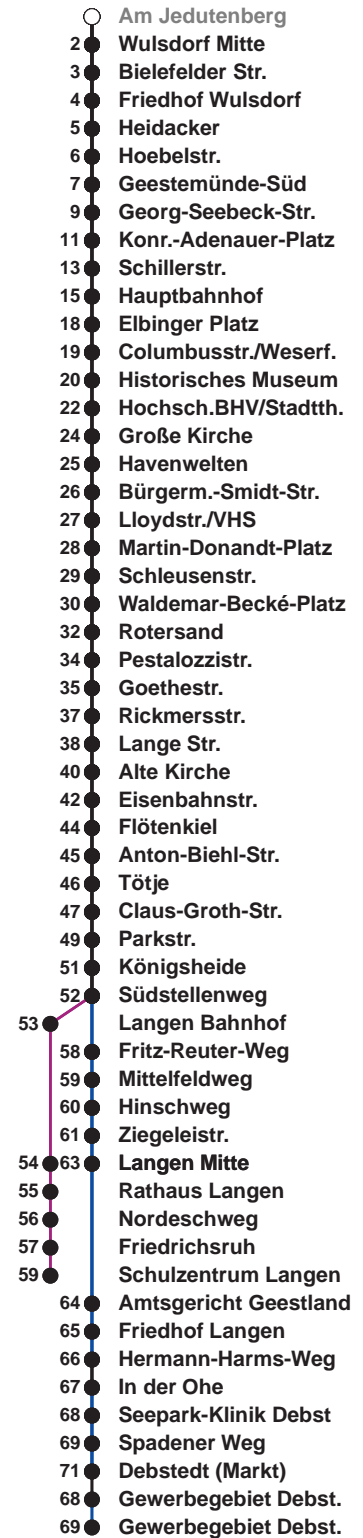 Am Jedutenberg
2 Wulsdorf Mitte
3 Bielefelder Str.
4 Friedhof Wulsdorf
5 Heidacker
6 Hoebelstr.
7 Geestemünde-Süd
9 Georg-Seebeck-Str.
11 Konr.-Adenauer-Platz
13 Schillerstr.
15 Hauptbahnhof
18 Elbinger Platz
19 Columbusstr./Weserf.
20 Historisches Museum
22 Hochsch.BHV/Stadtth.
24 Große Kirche
25 Havenwelten
26 Bürgerm.-Smidt-Str.
27 Lloydstr./VHS
28 Martin-Donandt-Platz
29 Schleusenstr.
30 Waldemar-Becké-Platz
32 Rotersand
34 Pestalozzistr.
35 Goethestr.
37 Rickmersstr.
38 Lange Str.
40 Alte Kirche
42 Eisenbahnstr.
44 Flötenkiel
45 Anton-Biehl-Str.
46 Tötje
47 Claus-Groth-Str.
49 Parkstr.
51 Königsheide
52 Südstellenweg
53 Langen Bahnhof
58 Fritz-Reuter-Weg
59 Mittelfeldweg
60 Hinschweg
61 Ziegeleistr.
54 63 Langen Mitte
55 Rathaus Langen
56 Nordeschweg
57 Friedrichsruh
59 Schulzentrum Langen
64 Amtsgericht Geestland
65 Friedhof Langen
66 Hermann-Harms-Weg
67 In der Ohe
68 Seepark-Klinik Debst
69 Spadener Weg
71 Debstedt (Markt)
68 Gewerbegebiet Debst.
69 Gewerbegebiet Debst.